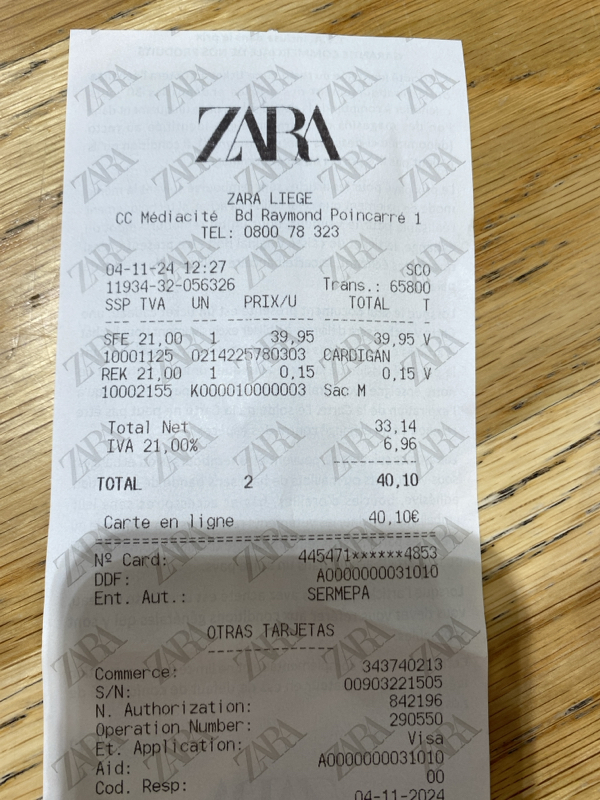 ZARA
ZARA LIEGE
CC Médiacité Bd Raymond Poincarré 1
TEL: 0800 78 323
04-11-24 12:27 SCO
11934-32-056326 Trans.: 65800
SSP TVA UN PRIX/U TOTAL T
SFE 21,00 1 39,95 39,95 V
10001125 0214225780303 CARDIGAN
REK 21,00 1 0,15 0,15 V
10002155 K000010000003 Sac M
Total Net 33,14
IVA 21,00% 6,96
TOTAL 2 40,10
Carte en ligne 40,10€
Nº Card: 445471******4853
DDF: A0000000031010
Ent. Aut.: SERMEPA
OTRAS TARJETAS
Commerce: 343740213
S/N: 00903221505
N. Authorization: 842196
Operation Number: 290550
Et. Application: Visa
Aid: A0000000031010
Cod. Resp: 00
04-11-2024